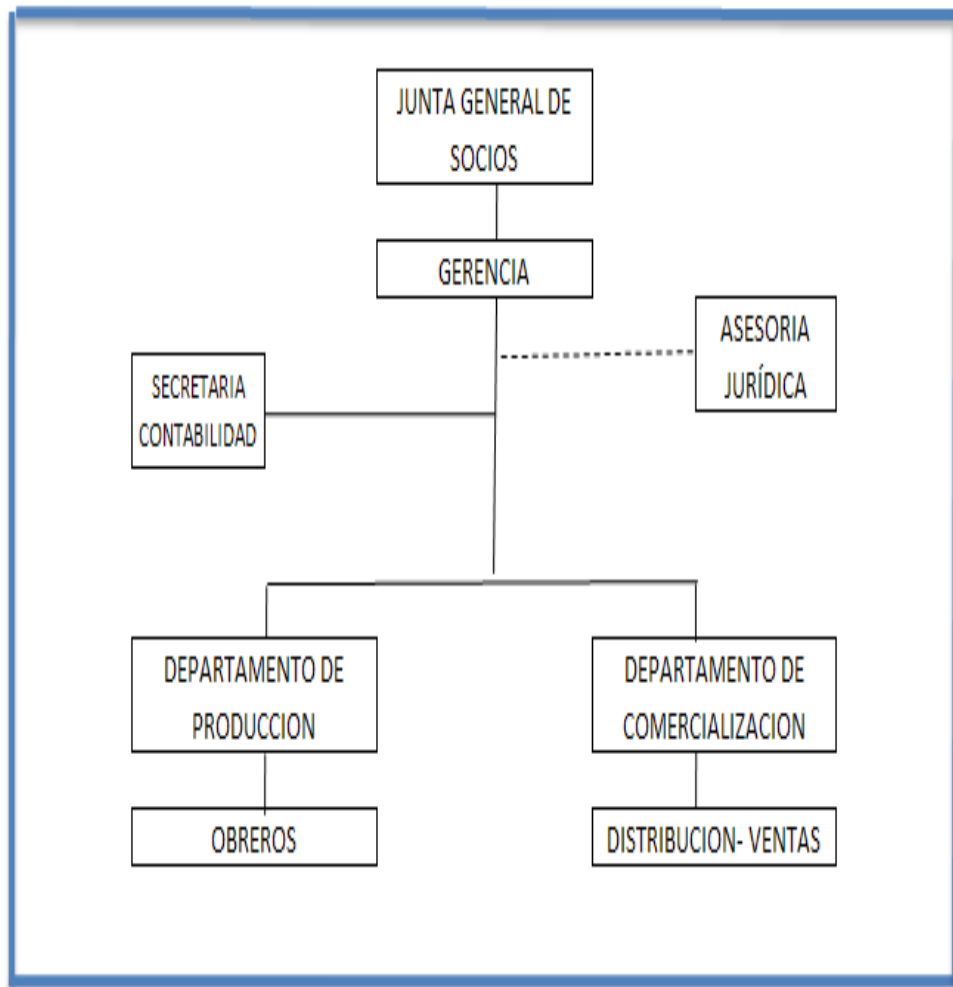 JUNTA GENERAL DE
SOCIOS
GERENCIA
ASESORIA
JURÍDICA
SECRETARIA
CONTABILIDAD
DEPARTAMENTO DE
PRODUCCION
DEPARTAMENTO DE
COMERCIALIZACION
OBREROS
DISTRIBUCION- VENTAS